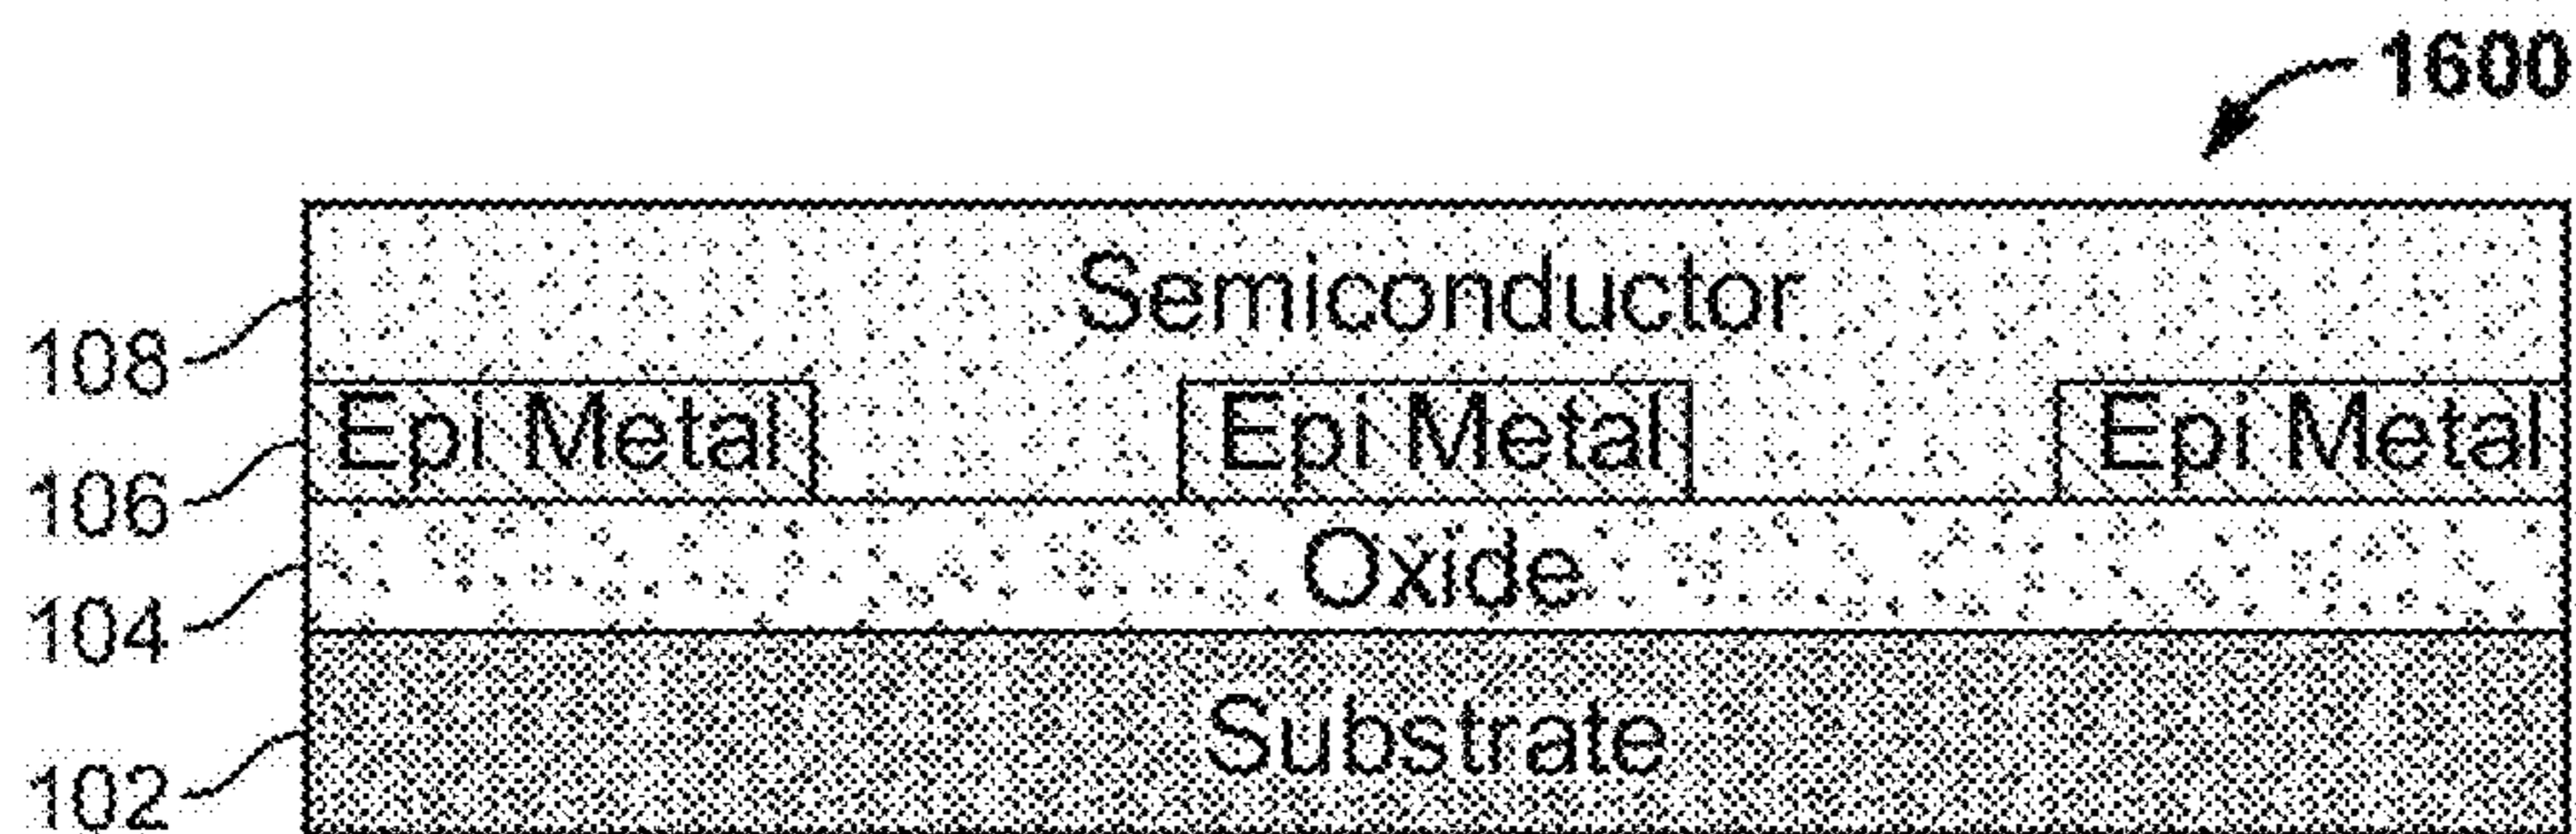 1600
Semiconductor
108
Epi Metal Epi Metal Epi Metal
106
Oxide
104
Substrate
102